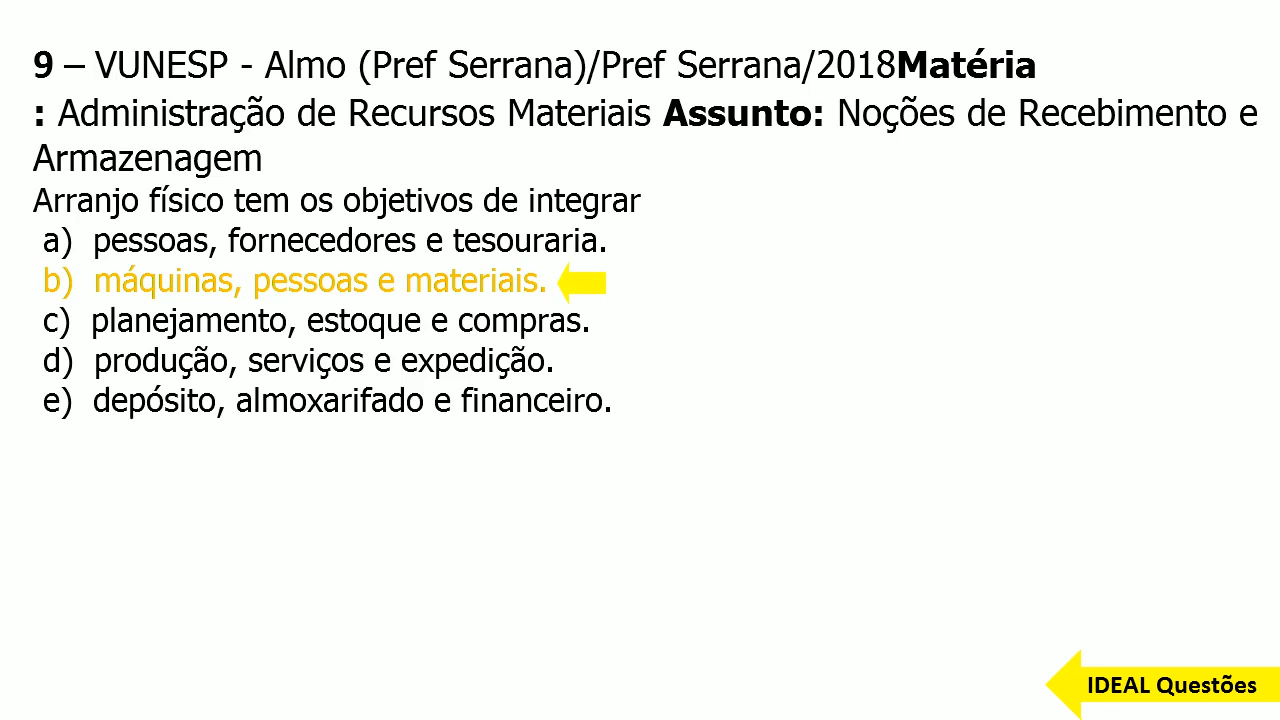 9 – VUNESP - Almo (Pref Serrana)/Pref Serrana/2018Matéria
: Administração de Recursos Materiais Assunto: Noções de Recebimento e
Armazenagem
Arranjo físico tem os objetivos de integrar
a) pessoas, fornecedores e tesouraria.
b) máquinas, pessoas e materiais.
c) planejamento, estoque e compras.
d) produção, serviços e expedição.
e) depósito, almoxarifado e financeiro.
IDEAL Questões